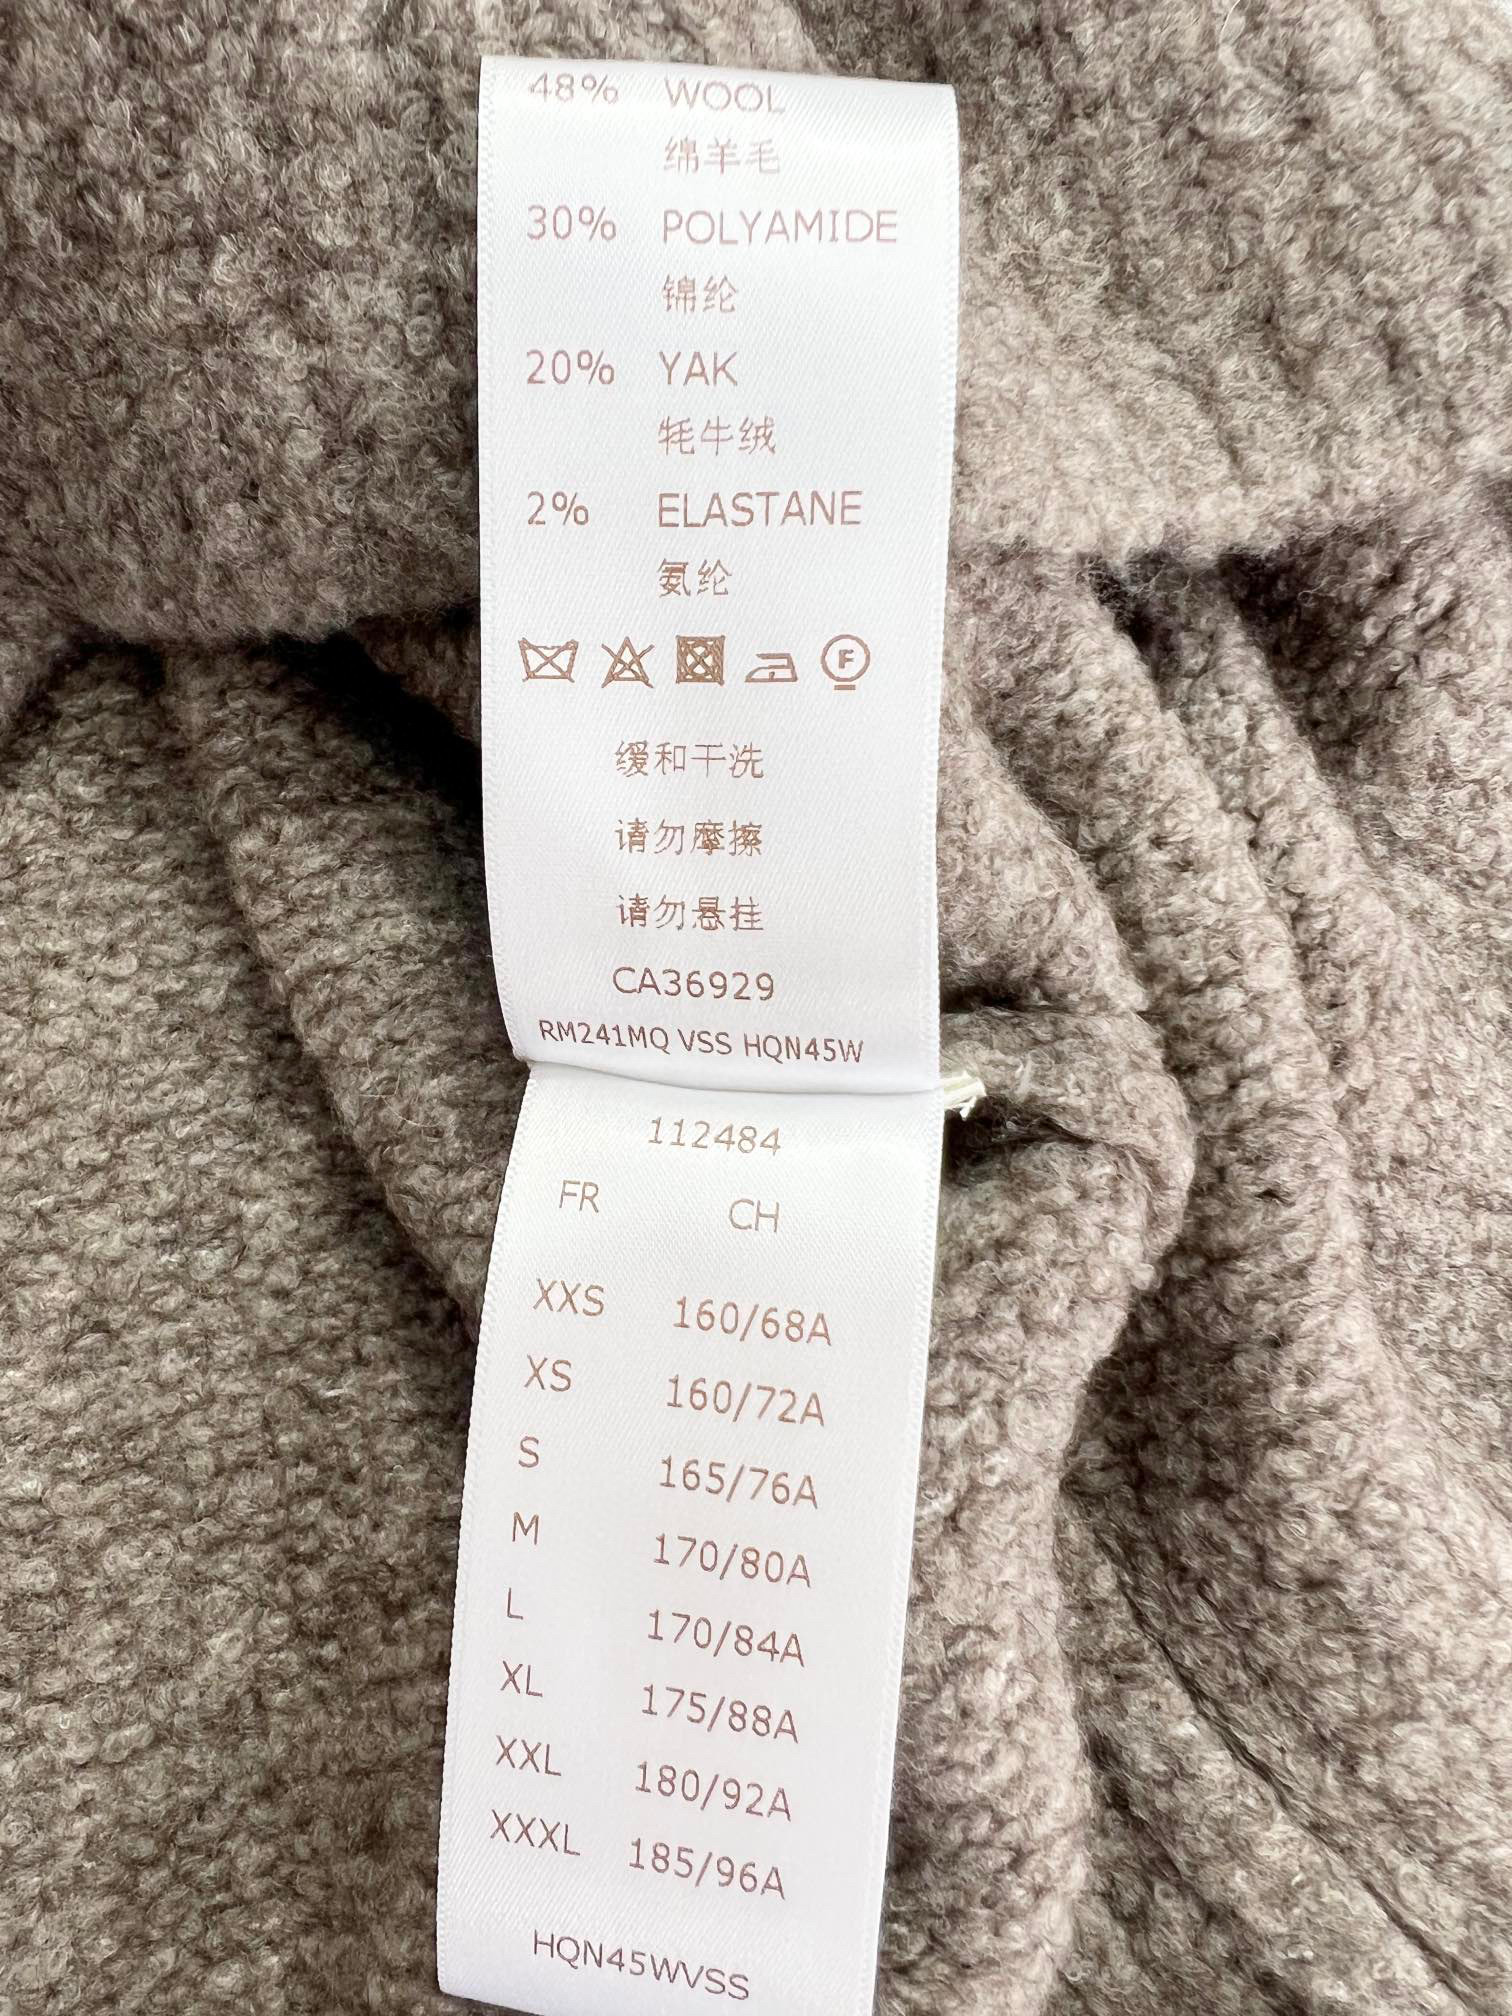 48% WOOL
绵羊毛
30% POLYAMIDE
锦纶
20% YAK
牦牛绒
2% ELASTANE
氨纶
F
缓和干洗
请勿摩擦
请勿悬挂
CA36929
RM241MQ VSS HQN45W
112484
FR CH
XXS 160/68A
XS 160/72A
S 165/76A
M 170/80A
L 170/84A
XL 175/88A
XXL 180/92A
XXXL 185/96A
HQN45WVSS